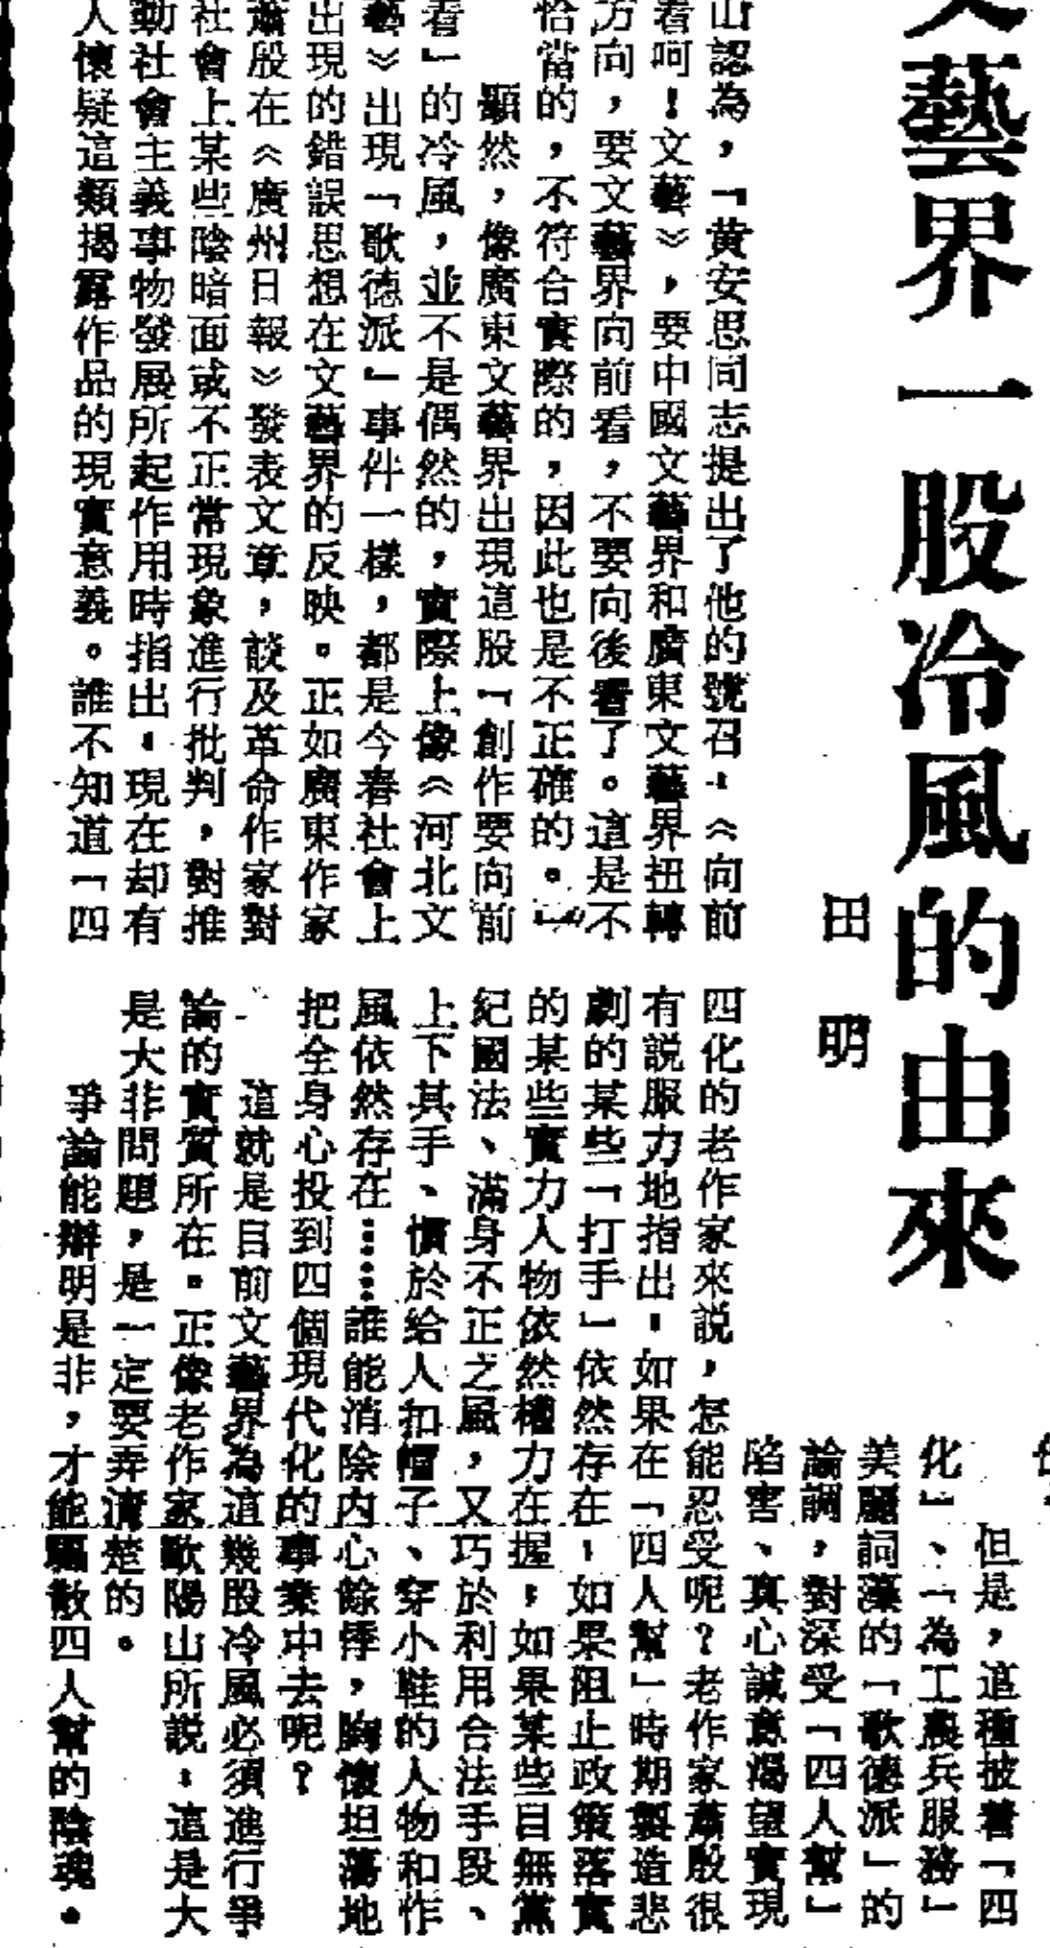 文藝界一股冷風的由來
田明
山認為，「黃安思同志提出了他的號召：《向前
看呵！文藝》，要中國文藝界和廣東文藝界扭轉
方向，要文藝界向前看，不要向後看了。這是不
恰當的，不符合實際的，因此也是不正確的。」
顯然，像廣東文藝界出現這股「創作要向前
看」的冷風，並不是偶然的，實際上像《河北文
藝》出現「歌德派」事件一樣，都是今春社會上
出現的錯誤思想在文藝界的反映。正如廣東作家
蕭殷在《廣州日報》發表文章，談及革命作家對
社會上某些陰暗面或不正常現象進行批判，對推
動社會主義事物發展所起作用時指出：現在却有
人懷疑這類揭露作品的現實意義。誰不知道「四
但是，這種披着「四
化」、「為工農兵服務」
美麗詞藻的「歌德派」的
論調，對深受「四人幫」
陷害、真心誠意渴望實現
四化的老作家來説，怎能忍受呢？老作家蕭殷很
有説服力地指出：如果在「四人幫」時期製造悲
劇的某些「打手」依然存在，如果阻止政策落實
的某些實力人物依然權力在握，如果某些目無黨
紀國法、滿身不正之風，又巧於利用合法手段、
上下其手、慣於給人扣帽子、穿小鞋的人物和作
風依然存在……誰能消除內心餘悸，胸懷坦蕩地
把全身心投到四個現代化的事業中去呢？
這就是目前文藝界為這幾股冷風必須進行爭
論的實質所在。正像老作家歐陽山所説：這是大
是大非問題，是一定要弄清楚的。
爭論能辯明是非，才能驅散四人幫的陰魂。